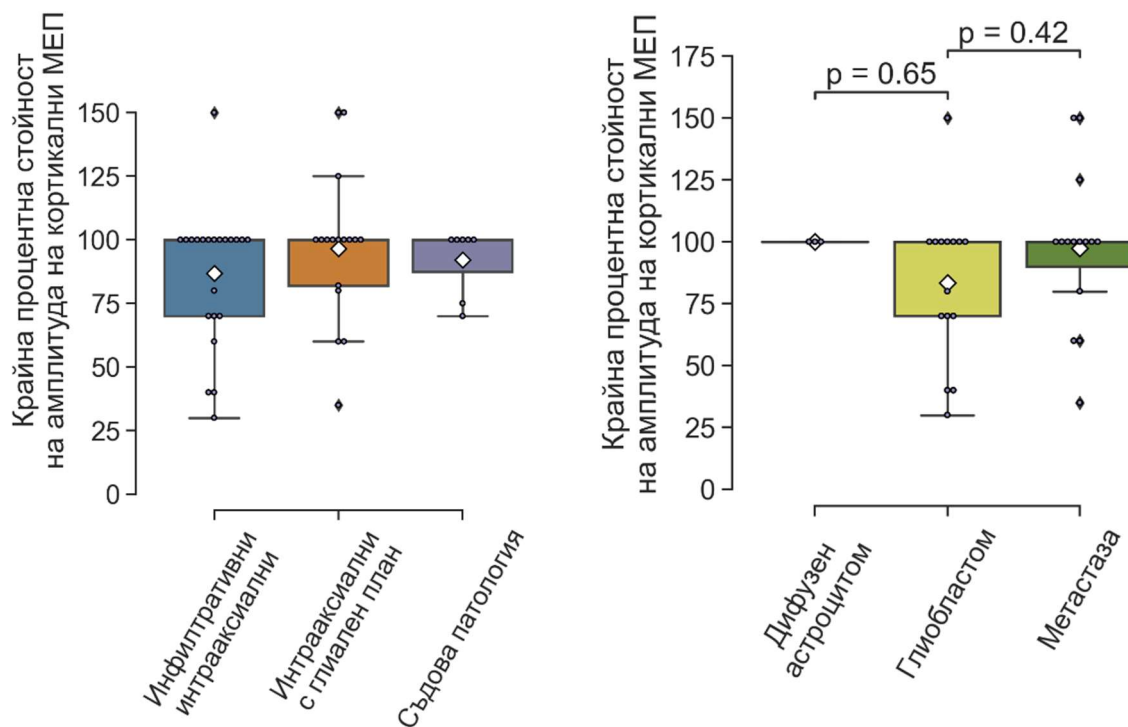 Крайна процентна стойност
на амплитуда на кортикални МЕП
150
125
100
75
50
25
0
Инфилтративни
интрааксиални
Интрааксиални
с глиален план
Съдова патология
Крайна процентна стойност
на амплитуда на кортикални МЕП
175
150
125
100
75
50
25
0
p = 0.65
p = 0.42
Дифузен
астроцитом
Глиобластом
Метастаза